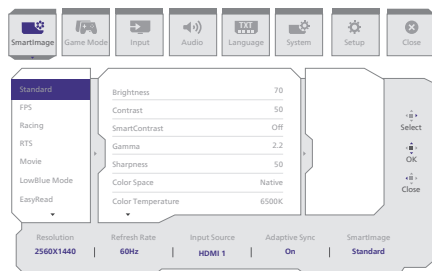 SmartImage
Game Mode
Input
Audio
TXT
Language
System
Setup
Close
Standard
FPS
Racing
RTS
Movie
LowBlue Mode
EasyRead
Brightness 70
Contrast 50
SmartContrast Off
Gamma 2.2
Sharpness 50
Color Space Native
Color Temperature 6500K
Select
OK
Close
Resolution
2560X1440
Refresh Rate
60Hz
Input Source
HDMI 1
Adaptive Sync
On
SmartImage
Standard